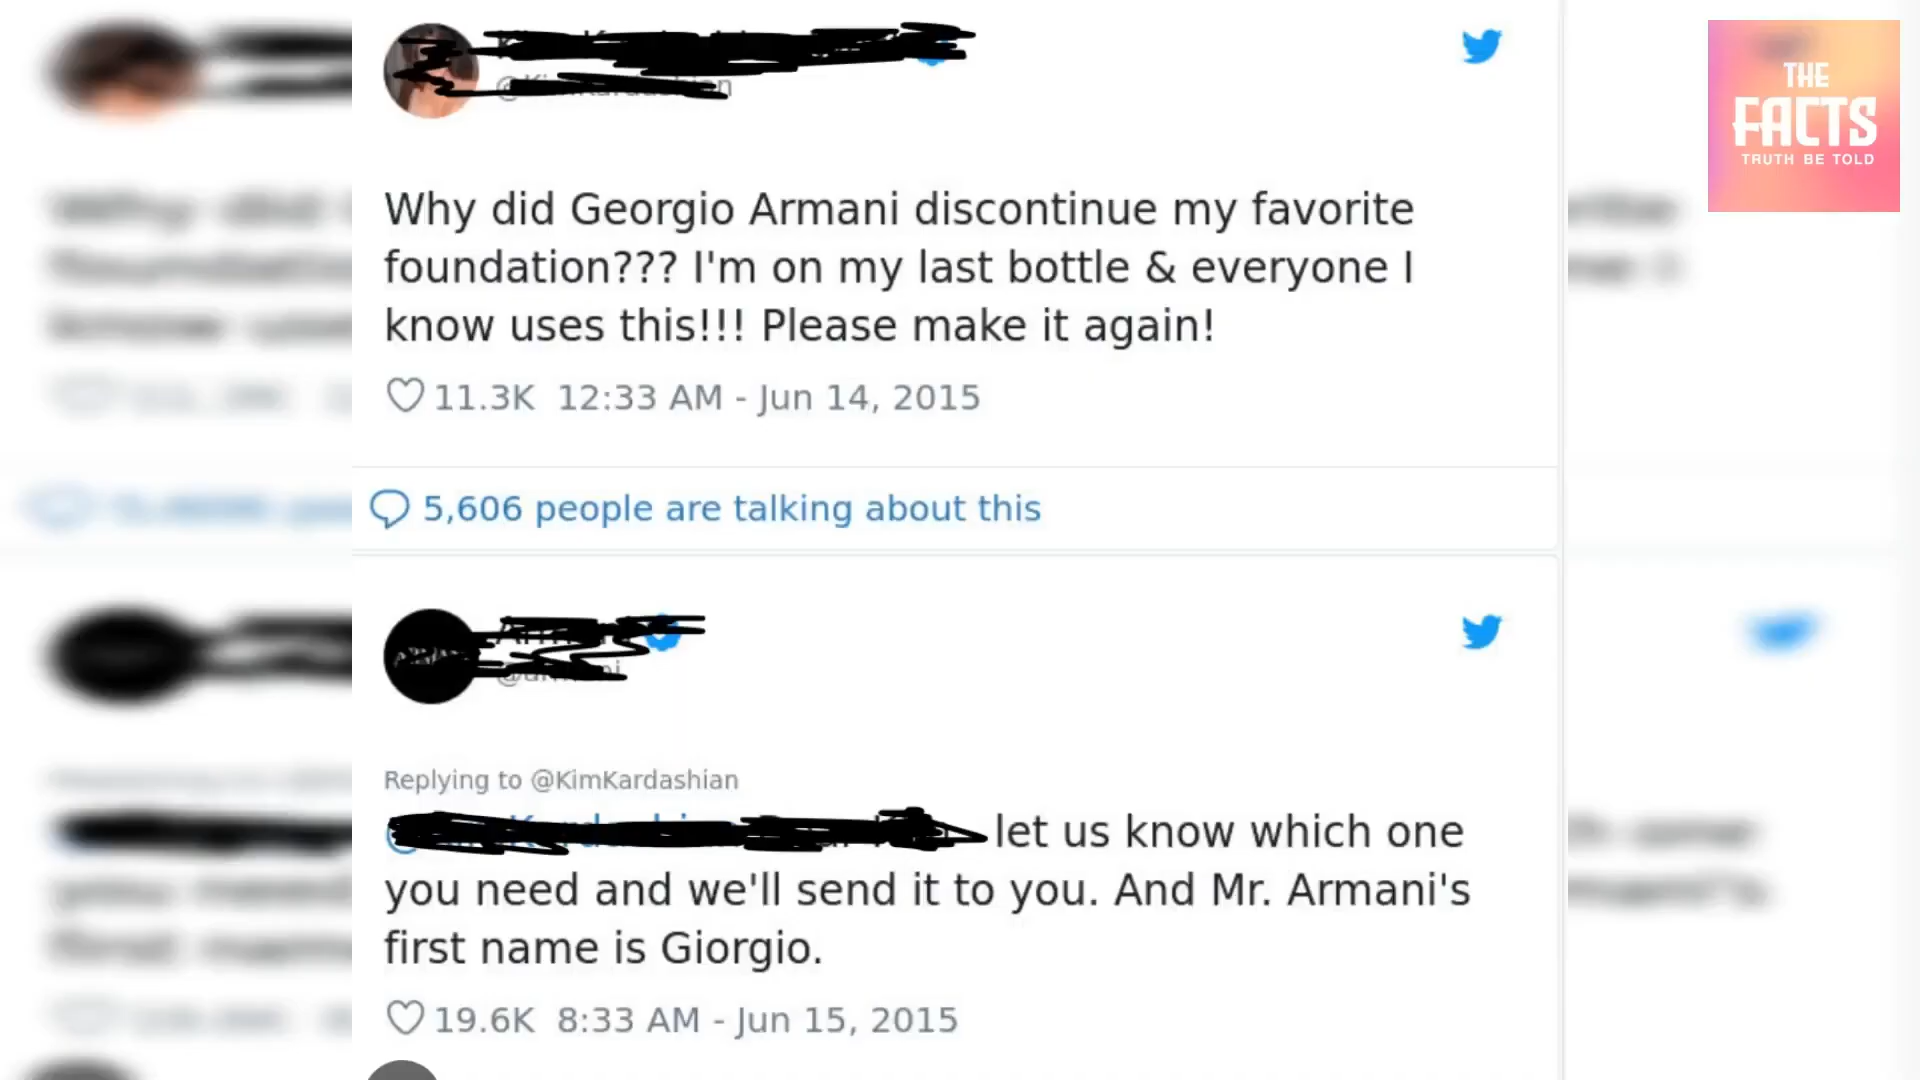 THE
FACTS
TRUTH BE TOLD
Why did Georgio Armani discontinue my favorite
foundation??? I'm on my last bottle & everyone I
know uses this!!! Please make it again!
11.3K 12:33 AM - Jun 14, 2015
5,606 people are talking about this
Replying to @KimKardashian
let us know which one
you need and we'll send it to you. And Mr. Armani's
first name is Giorgio.
19.6K 8:33 AM - Jun 15, 2015